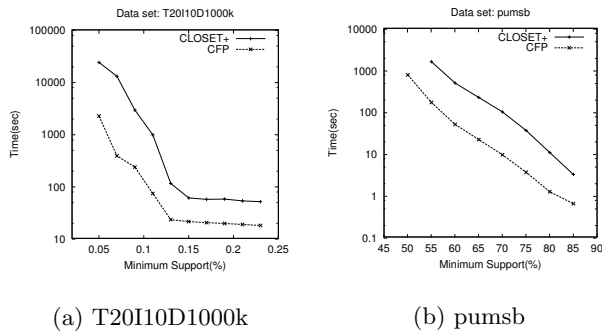 Data set: T20I10D1000k
CLOSET+
CFP
100000
10000
1000
100
10
Time(sec)
0.05 0.1 0.15 0.2 0.25
Minimum Support(%)
(a) T20I10D1000k
Data set: pumsb
CLOSET+
CFP
10000
1000
100
10
1
0.1
Time(sec)
45 50 55 60 65 70 75 80 85 90
Minimum Support(%)
(b) pumsb